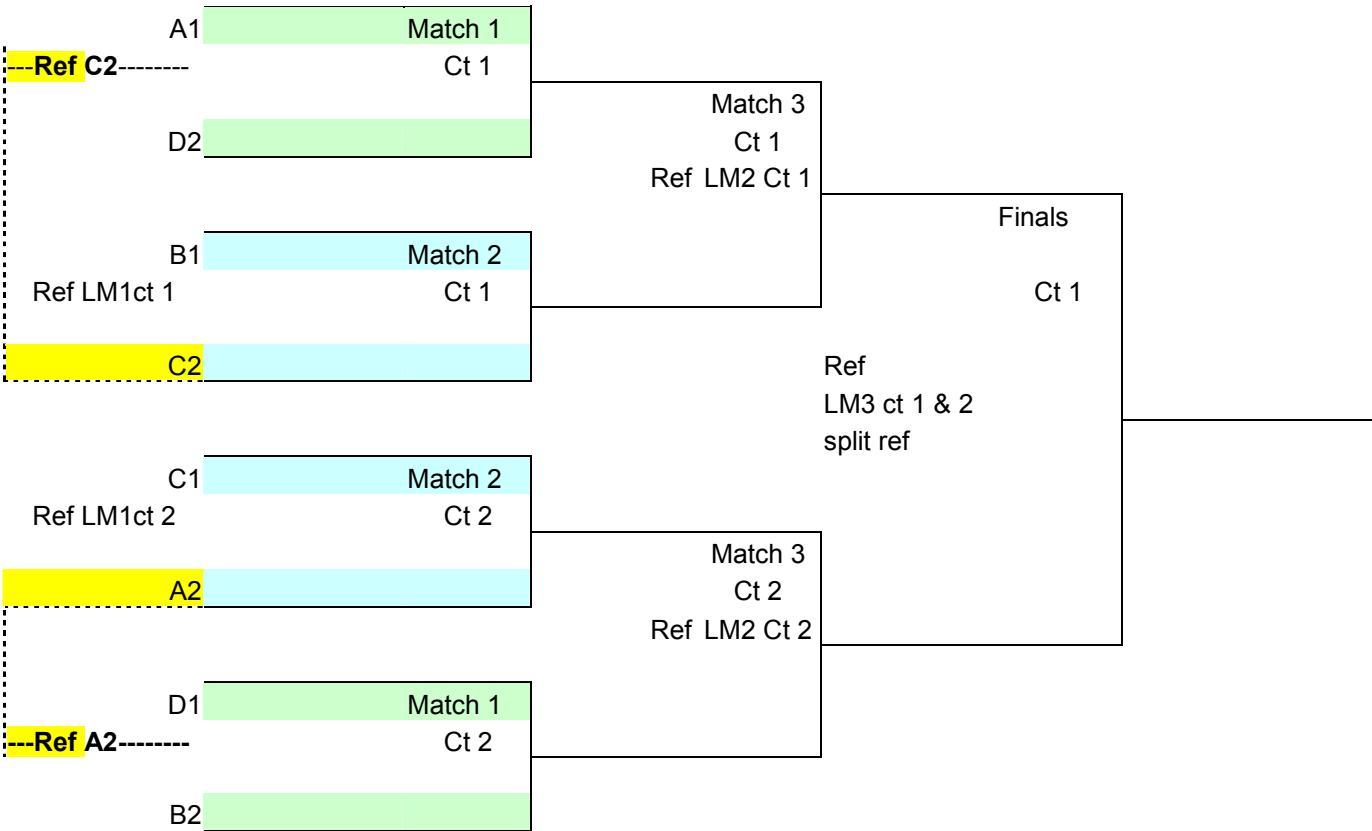 A1 Match 1
---Ref C2-------- Ct 1
Match 3
D2 Ct 1
Ref LM2 Ct 1
Finals
B1 Match 2
Ref LM1ct 1 Ct 1 Ct 1
C2 Ref
LM3 ct 1 & 2
split ref
C1 Match 2
Ref LM1ct 2 Ct 2
Match 3
A2 Ct 2
Ref LM2 Ct 2
D1 Match 1
---Ref A2-------- Ct 2
B2